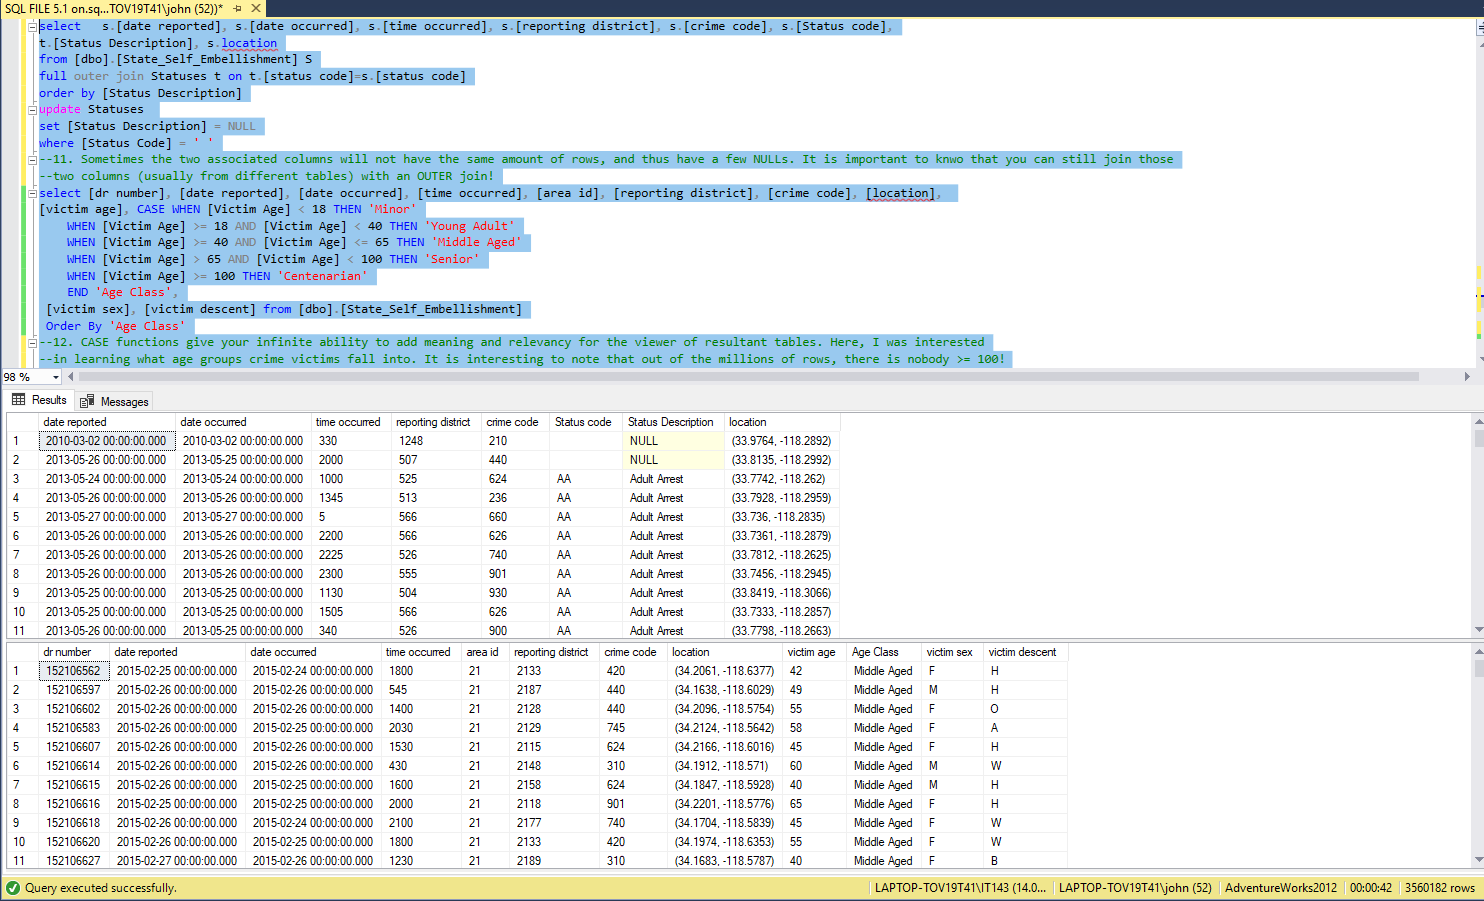 SQL FILE 5.1 on.sq...TOV19T41\john (52))*
select   s.[date reported], s.[date occurred], s.[time occurred], s.[reporting district], s.[crime code], s.[Status code],
t.[Status Description], s.location
from [dbo].[State_Self_Embellishment] S
full outer join Statuses t on t.[status code]=s.[status code]
order by [Status Description]
update Statuses
set [Status Description] = NULL
where [Status Code] = ' '
--11. Sometimes the two associated columns will not have the same amount of rows, and thus have a few NULLs. It is important to knwo that you can still join those
--two columns (usually from different tables) with an OUTER join!
select [dr number], [date reported], [date occurred], [time occurred], [area id], [reporting district], [crime code], [location],
[victim age], CASE WHEN [Victim Age] < 18 THEN 'Minor'
WHEN [Victim Age] >= 18 AND [Victim Age] < 40 THEN 'Young Adult'
WHEN [Victim Age] >= 40 AND [Victim Age] <= 65 THEN 'Middle Aged'
WHEN [Victim Age] > 65 AND [Victim Age] < 100 THEN 'Senior'
WHEN [Victim Age] >= 100 THEN 'Centenarian'
END 'Age Class',
[victim sex], [victim descent] from [dbo].[State_Self_Embellishment]
Order By 'Age Class'
--12. CASE functions give your infinite ability to add meaning and relevancy for the viewer of resultant tables. Here, I was interested
--in learning what age groups crime victims fall into. It is interesting to note that out of the millions of rows, there is nobody >= 100!
98 %
Results Messages
date reported date occurred time occurred reporting district crime code Status code Status Description location
1 2010-03-02 00:00:00.000 2010-03-02 00:00:00.000 330 1248 210 NULL (33.9764, -118.2892)
2 2013-05-26 00:00:00.000 2013-05-25 00:00:00.000 2000 507 440 NULL (33.8135, -118.2992)
3 2013-05-24 00:00:00.000 2013-05-24 00:00:00.000 1000 525 624 AA Adult Arrest (33.7742, -118.262)
4 2013-05-26 00:00:00.000 2013-05-26 00:00:00.000 1345 513 236 AA Adult Arrest (33.7928, -118.2959)
5 2013-05-27 00:00:00.000 2013-05-27 00:00:00.000 5 566 660 AA Adult Arrest (33.736, -118.2835)
6 2013-05-26 00:00:00.000 2013-05-26 00:00:00.000 2200 566 626 AA Adult Arrest (33.7361, -118.2879)
7 2013-05-26 00:00:00.000 2013-05-26 00:00:00.000 2225 526 740 AA Adult Arrest (33.7812, -118.2625)
8 2013-05-26 00:00:00.000 2013-05-26 00:00:00.000 2300 555 901 AA Adult Arrest (33.7456, -118.2945)
9 2013-05-25 00:00:00.000 2013-05-25 00:00:00.000 1130 504 930 AA Adult Arrest (33.8419, -118.3066)
10 2013-05-26 00:00:00.000 2013-05-25 00:00:00.000 1505 566 626 AA Adult Arrest (33.7333, -118.2857)
11 2013-05-26 00:00:00.000 2013-05-25 00:00:00.000 340 526 900 AA Adult Arrest (33.7798, -118.2663)
dr number date reported date occurred time occurred area id reporting district crime code location victim age Age Class victim sex victim descent
1 152106562 2015-02-25 00:00:00.000 2015-02-24 00:00:00.000 1800 21 2133 420 (34.2061, -118.6377) 42 Middle Aged F H
2 152106597 2015-02-26 00:00:00.000 2015-02-26 00:00:00.000 545 21 2187 440 (34.1638, -118.6029) 49 Middle Aged M H
3 152106602 2015-02-26 00:00:00.000 2015-02-26 00:00:00.000 1400 21 2128 440 (34.2096, -118.5754) 55 Middle Aged F O
4 152106583 2015-02-26 00:00:00.000 2015-02-25 00:00:00.000 2030 21 2129 745 (34.2124, -118.5642) 58 Middle Aged F A
5 152106607 2015-02-26 00:00:00.000 2015-02-26 00:00:00.000 1530 21 2115 624 (34.2166, -118.6016) 45 Middle Aged F H
6 152106614 2015-02-26 00:00:00.000 2015-02-26 00:00:00.000 430 21 2148 310 (34.1912, -118.571) 60 Middle Aged M W
7 152106615 2015-02-26 00:00:00.000 2015-02-25 00:00:00.000 1600 21 2158 624 (34.1847, -118.5928) 40 Middle Aged M H
8 152106616 2015-02-25 00:00:00.000 2015-02-25 00:00:00.000 2000 21 2118 901 (34.2201, -118.5776) 65 Middle Aged F H
9 152106618 2015-02-26 00:00:00.000 2015-02-24 00:00:00.000 2100 21 2177 740 (34.1704, -118.5839) 45 Middle Aged F W
10 152106620 2015-02-26 00:00:00.000 2015-02-25 00:00:00.000 1800 21 2133 420 (34.1974, -118.6353) 55 Middle Aged F W
11 152106627 2015-02-27 00:00:00.000 2015-02-26 00:00:00.000 1230 21 2189 310 (34.1683, -118.5787) 40 Middle Aged F B
Query executed successfully. LAPTOP-TOV19T41\IT143 (14.0... LAPTOP-TOV19T41\john (52) AdventureWorks2012 00:00:42 3560182 rows